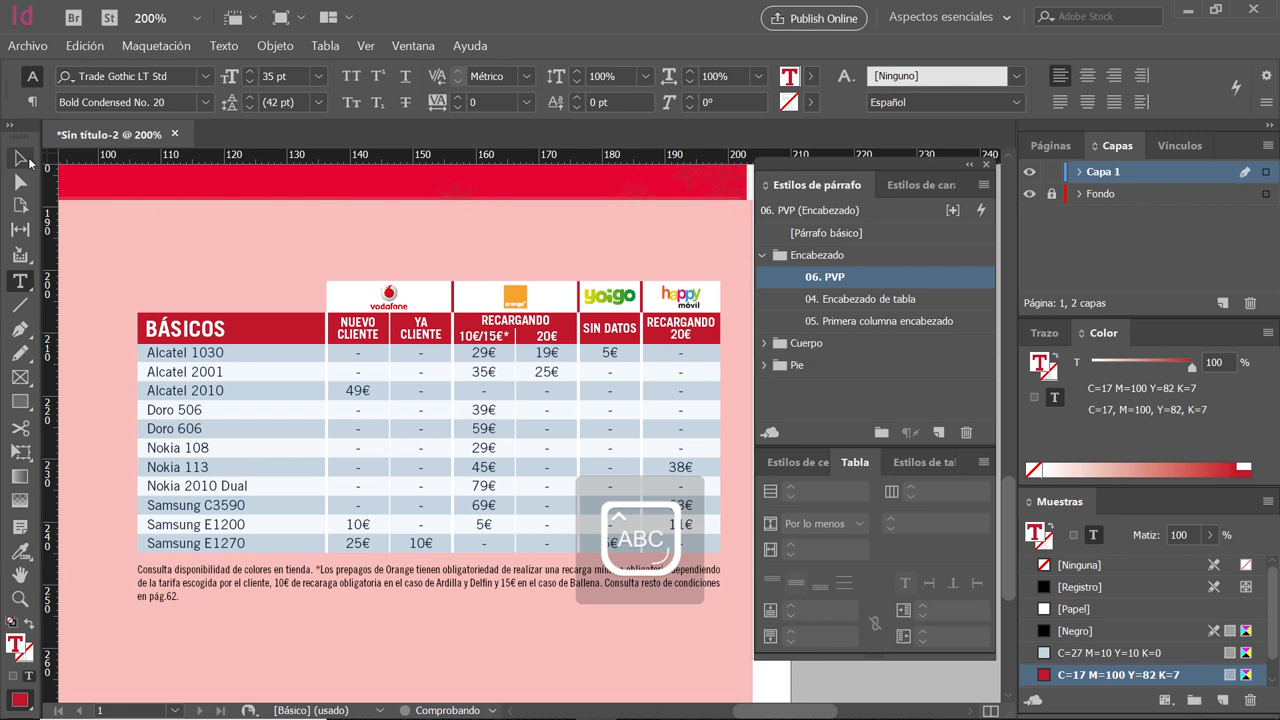 Id Br St 200% Publish Online Aspectos esenciales Adobe Stock
Archivo Edición Maquetación Texto Objeto Tabla Ver Ventana Ayuda
A Trade Gothic LT Std 35 pt Métrico 100% 100% [Ninguno]
Bold Condensed No. 20 (42 pt) 0 0 pt 0° Español
*Sin título-2 @ 200%
100 110 120 130 140 150 160 170 180 190 200 210 220 230 240
Páginas Capas Vínculos
Capa 1
Fondo
Página: 1, 2 capas
Estilos de párrafo Estilos de cará
06. PVP (Encabezado)
[Párrafo básico]
Encabezado
06. PVP
04. Encabezado de tabla
05. Primera columna encabezado
Cuerpo
Pie
vodafone orange yoigo happy móvil
BÁSICOS NUEVO CLIENTE YA CLIENTE RECARGANDO 10€/15€* 20€ SIN DATOS RECARGANDO 20€
Alcatel 1030 - - 29€ 19€ 5€ -
Alcatel 2001 - - 35€ 25€ - -
Alcatel 2010 49€ - - - - -
Doro 506 - - 39€ - - -
Doro 606 - - 59€ - - -
Nokia 108 - - 29€ - - -
Nokia 113 - - 45€ - - 38€
Nokia 2010 Dual - - 79€ - - -
Samsung C3590 - - 69€ -
Samsung E1200 10€ - 5€ - - 11€
Samsung E1270 25€ 10€ - -
ABC
Consulta disponibilidad de colores en tienda. *Los prepagos de Orange tienen obligatoriedad de realizar una recarga mínima obligatoria dependiendo
de la tarifa escogida por el cliente, 10€ de recaraga obligatoria en el caso de Ardilla y Delfin y 15€ en el caso de Ballena. Consulta resto de condiciones
en pág.62.
Estilos de ce Tabla Estilos de tal
Por lo menos
Trazo Color
T 100 %
C=17 M=100 Y=82 K=7
C=17, M=100, Y=82, K=7
Muestras
T Matiz: 100 %
[Ninguna]
[Registro]
[Papel]
[Negro]
C=27 M=10 Y=10 K=0
C=17 M=100 Y=82 K=7
1 [Básico] (usado) Comprobando